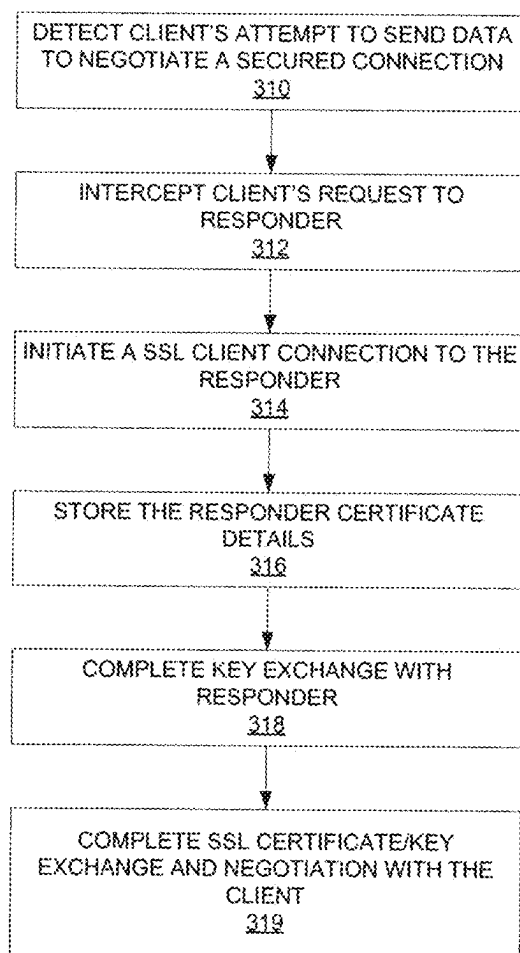 DETECT CLIENT'S ATTEMPT TO SEND DATA
TO NEGOTIATE A SECURED CONNECTION
310
INTERCEPT CLIENT'S REQUEST TO
RESPONDER
312
INITIATE A SSL CLIENT CONNECTION TO THE
RESPONDER
314
STORE THE RESPONDER CERTIFICATE
DETAILS
316
COMPLETE KEY EXCHANGE WITH
RESPONDER
318
COMPLETE SSL CERTIFICATE/KEY
EXCHANGE AND NEGOTIATION WITH THE
CLIENT
319